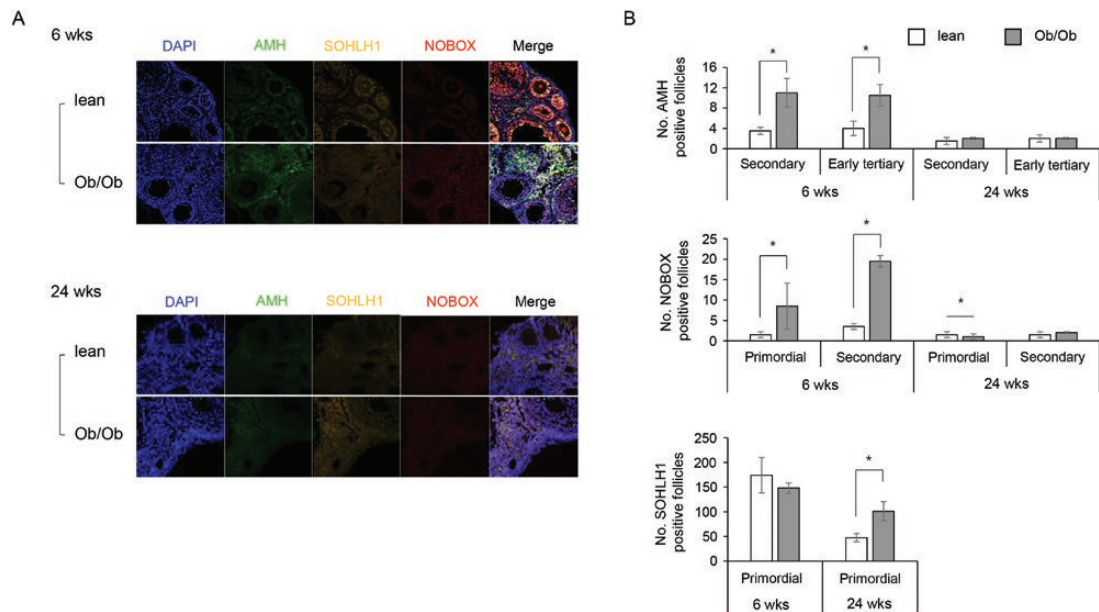 A
6 wks
DAPI AMH SOHLH1 NOBOX Merge
lean
Ob/Ob
24 wks
DAPI AMH SOHLH1 NOBOX Merge
lean
Ob/Ob
B
lean Ob/Ob
No. AMH
positive follicles
16
12
8
4
0
* *
Secondary Early tertiary Secondary Early tertiary
6 wks 24 wks
No. NOBOX
positive follicles
25
20
15
10
5
0
* * *
Primordial Secondary Primordial Secondary
6 wks 24 wks
No. SOHLH1
positive follicles
250
200
150
100
50
0
*
Primordial Primordial
6 wks 24 wks